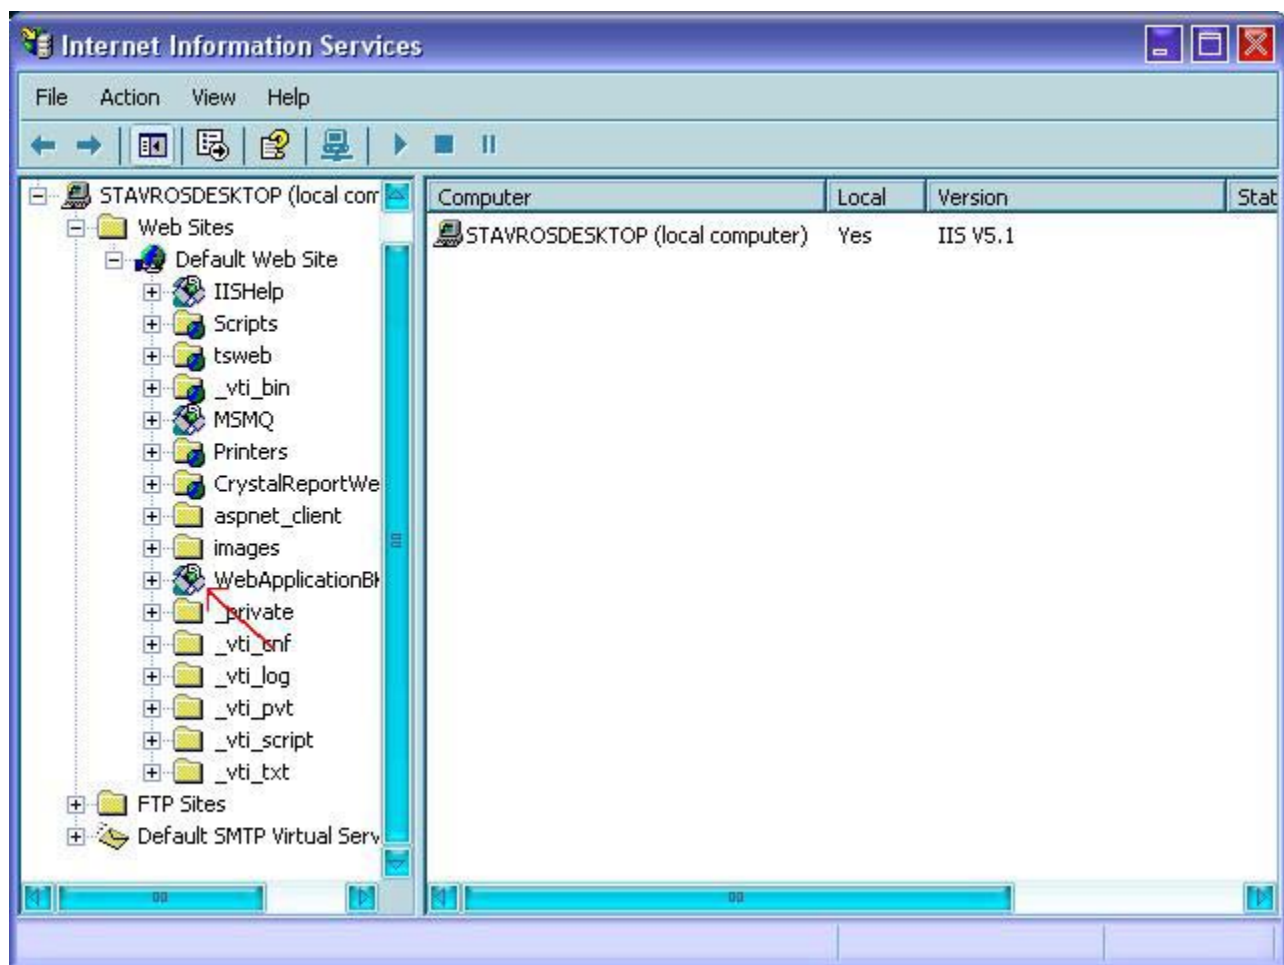 Internet Information Services
File Action View Help
STAVROSDESKTOP (local com
Web Sites
Default Web Site
IISHelp
Scripts
tsweb
_vti_bin
MSMQ
Printers
CrystalReportWe
aspnet_client
images
WebApplicationB
_private
_vti_cnf
_vti_log
_vti_pvt
_vti_script
_vti_txt
FTP Sites
Default SMTP Virtual Serv
Computer Local Version Stat
STAVROSDESKTOP (local computer) Yes IIS V5.1